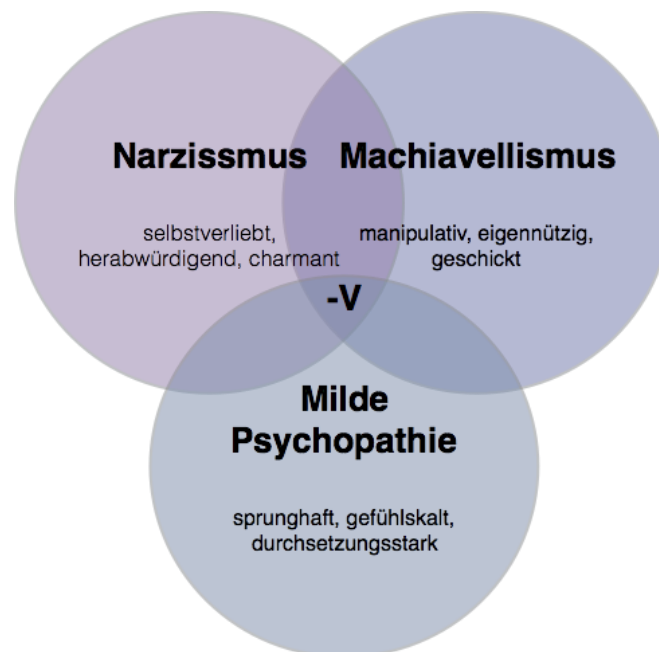 Narzissmus
selbstverliebt,
herabwürdigend, charmant
Machiavellismus
manipulativ, eigennützig,
geschickt
-V
Milde
Psychopathie
sprunghaft, gefühlskalt,
durchsetzungsstark